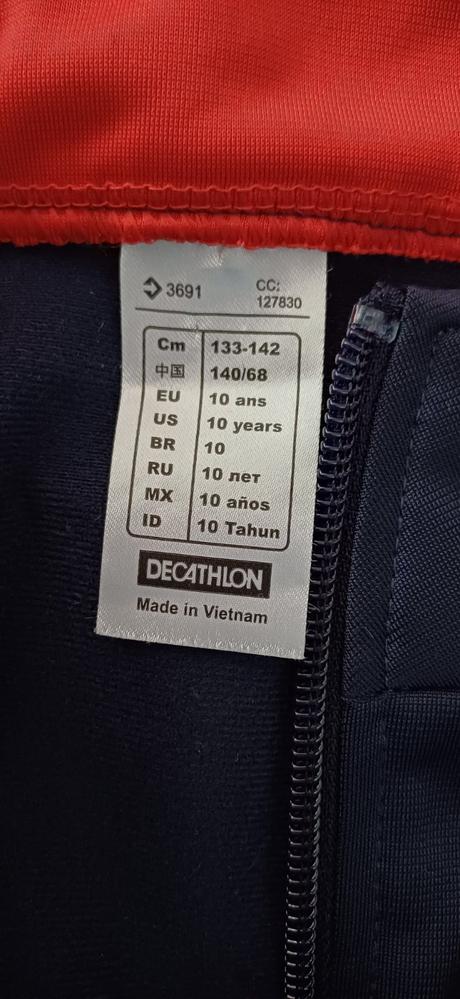 3691 CC:
127830
Cm 133-142
中国 140/68
EU 10 ans
US 10 years
BR 10
RU 10 лет
MX 10 años
ID 10 Tahun
DECATHLON
Made in Vietnam